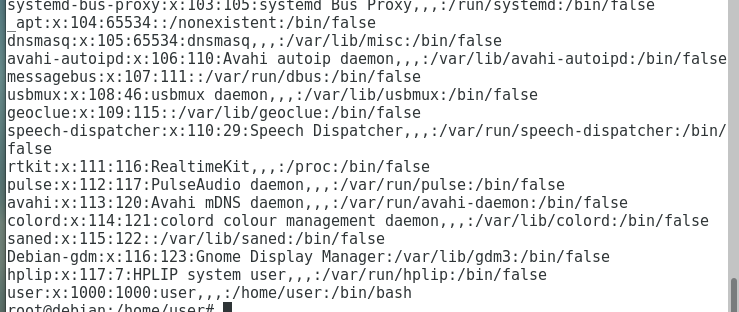 systemd-bus-proxy:x:103:105:systemd Bus Proxy,,,:/run/systemd:/bin/false
_apt:x:104:65534::/nonexistent:/bin/false
dnsmasq:x:105:65534:dnsmasq,,,:/var/lib/misc:/bin/false
avahi-autoipd:x:106:110:Avahi autoip daemon,,,:/var/lib/avahi-autoipd:/bin/false
messagebus:x:107:111::/var/run/dbus:/bin/false
usbmux:x:108:46:usbmux daemon,,,:/var/lib/usbmux:/bin/false
geoclue:x:109:115::/var/lib/geoclue:/bin/false
speech-dispatcher:x:110:29:Speech Dispatcher,,,:/var/run/speech-dispatcher:/bin/
false
rtkit:x:111:116:RealtimeKit,,,:/proc:/bin/false
pulse:x:112:117:PulseAudio daemon,,,:/var/run/pulse:/bin/false
avahi:x:113:120:Avahi mDNS daemon,,,:/var/run/avahi-daemon:/bin/false
colord:x:114:121:colord colour management daemon,,,:/var/lib/colord:/bin/false
saned:x:115:122::/var/lib/saned:/bin/false
Debian-gdm:x:116:123:Gnome Display Manager:/var/lib/gdm3:/bin/false
hplip:x:117:7:HPLIP system user,,,:/var/run/hplip:/bin/false
user:x:1000:1000:user,,,:/home/user:/bin/bash
root@debian:/home/user#